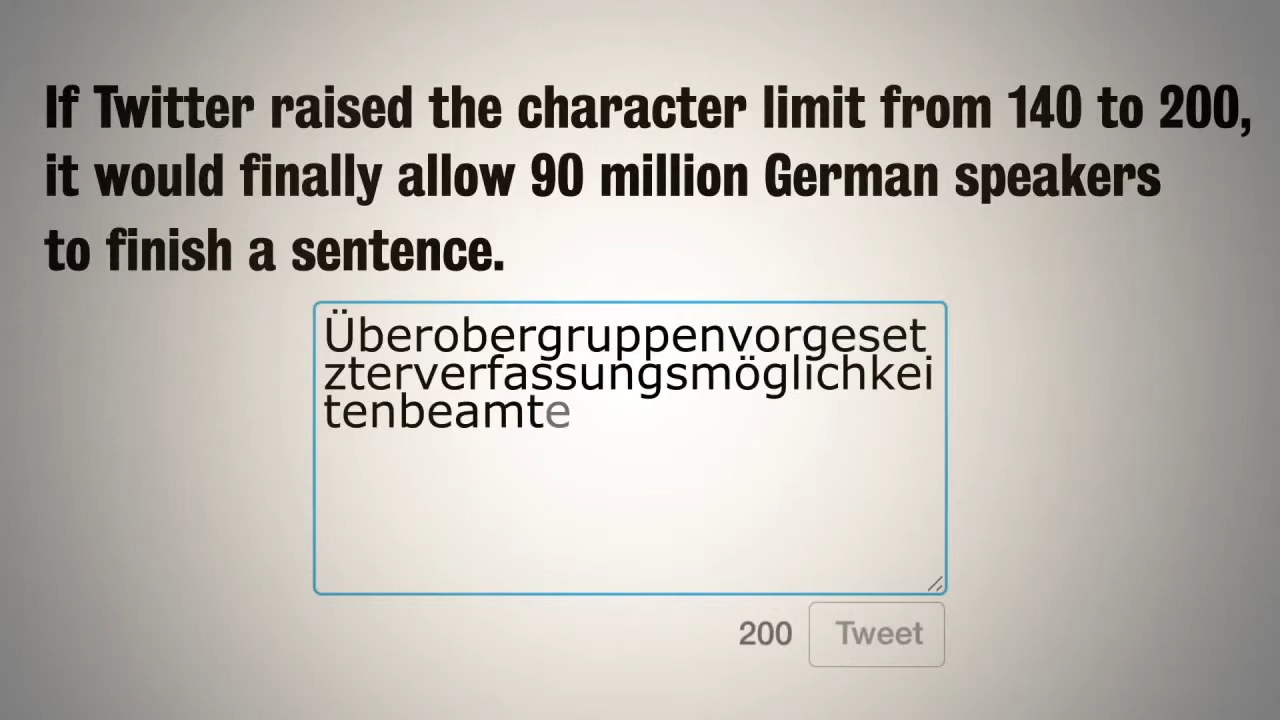 If Twitter raised the character limit from 140 to 200,
it would finally allow 90 million German speakers
to finish a sentence.
Überobergruppenvorgeset
zterverfassungsmöglichkei
tenbeamte
200 Tweet